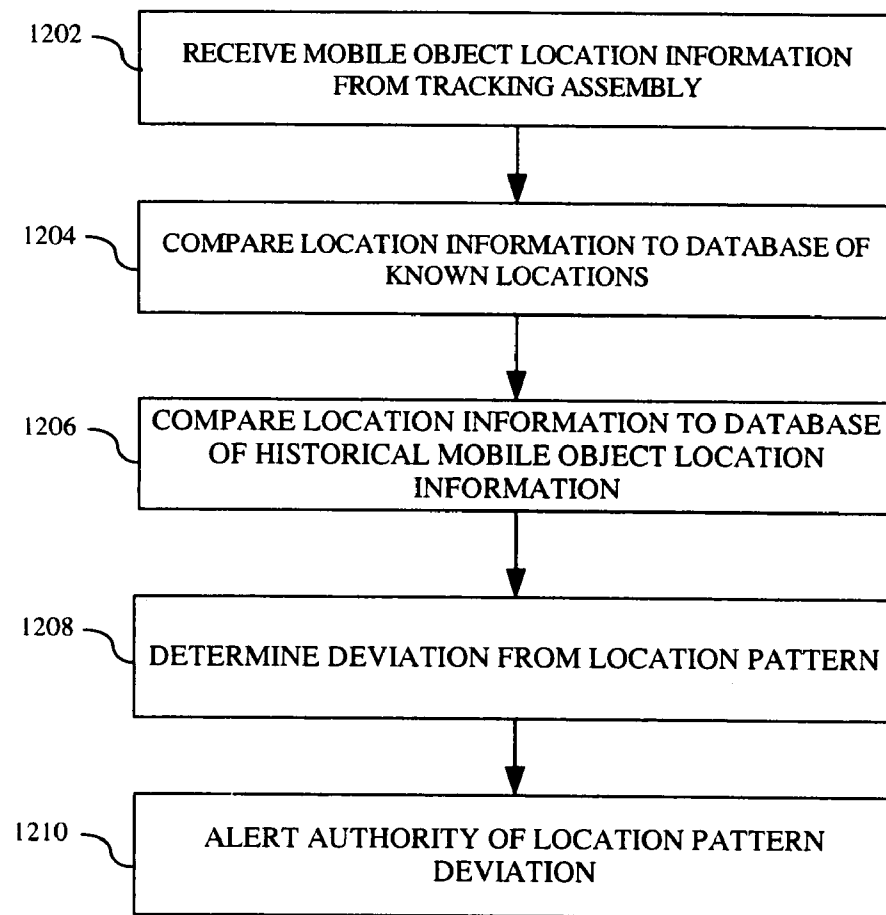 1202
RECEIVE MOBILE OBJECT LOCATION INFORMATION
FROM TRACKING ASSEMBLY
1204
COMPARE LOCATION INFORMATION TO DATABASE OF
KNOWN LOCATIONS
1206
COMPARE LOCATION INFORMATION TO DATABASE
OF HISTORICAL MOBILE OBJECT LOCATION
INFORMATION
1208
DETERMINE DEVIATION FROM LOCATION PATTERN
1210
ALERT AUTHORITY OF LOCATION PATTERN
DEVIATION